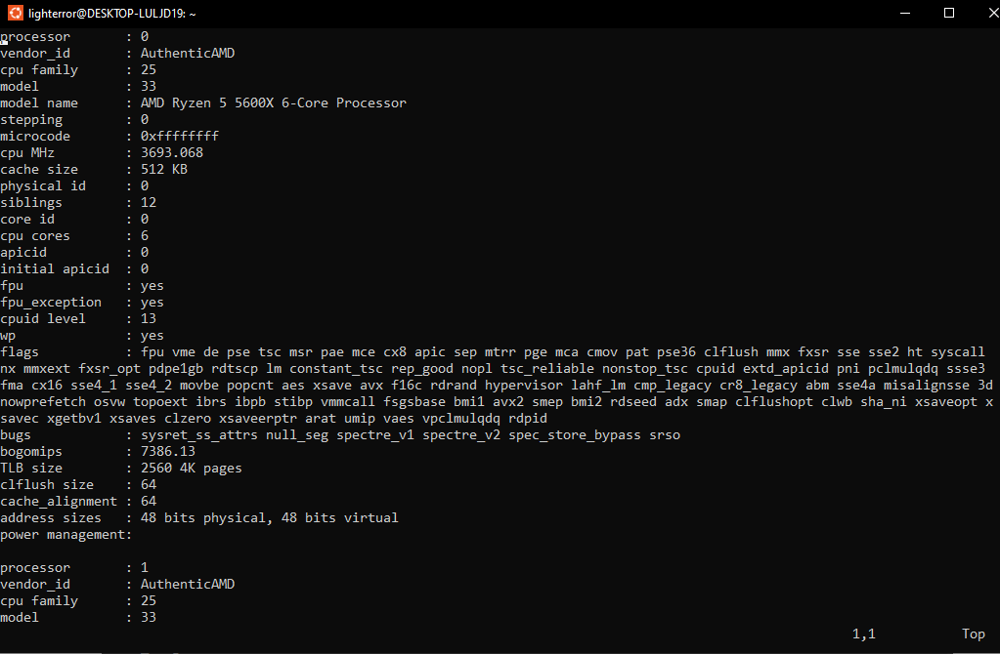 lighterror@DESKTOP-LULJD19: ~
processor       : 0
vendor_id       : AuthenticAMD
cpu family      : 25
model           : 33
model name      : AMD Ryzen 5 5600X 6-Core Processor
stepping        : 0
microcode       : 0xffffffff
cpu MHz         : 3693.068
cache size      : 512 KB
physical id     : 0
siblings        : 12
core id         : 0
cpu cores       : 6
apicid          : 0
initial apicid  : 0
fpu             : yes
fpu_exception   : yes
cpuid level     : 13
wp              : yes
flags           : fpu vme de pse tsc msr pae mce cx8 apic sep mtrr pge mca cmov pat pse36 clflush mmx fxsr sse sse2 ht syscall
nx mmxext fxsr_opt pdpe1gb rdtscp lm constant_tsc rep_good nopl tsc_reliable nonstop_tsc cpuid extd_apicid pni pclmulqdq ssse3
fma cx16 sse4_1 sse4_2 movbe popcnt aes xsave avx f16c rdrand hypervisor lahf_lm cmp_legacy cr8_legacy abm sse4a misalignsse 3d
nowprefetch osvw topoext ibrs ibpb stibp vmmcall fsgsbase bmi1 avx2 smep bmi2 rdseed adx smap clflushopt clwb sha_ni xsaveopt x
savec xgetbv1 xsaves clzero xsaveerptr arat umip vaes vpclmulqdq rdpid
bugs            : sysret_ss_attrs null_seg spectre_v1 spectre_v2 spec_store_bypass srso
bogomips        : 7386.13
TLB size        : 2560 4K pages
clflush size    : 64
cache_alignment : 64
address sizes   : 48 bits physical, 48 bits virtual
power management:
processor       : 1
vendor_id       : AuthenticAMD
cpu family      : 25
model           : 33
1,1           Top